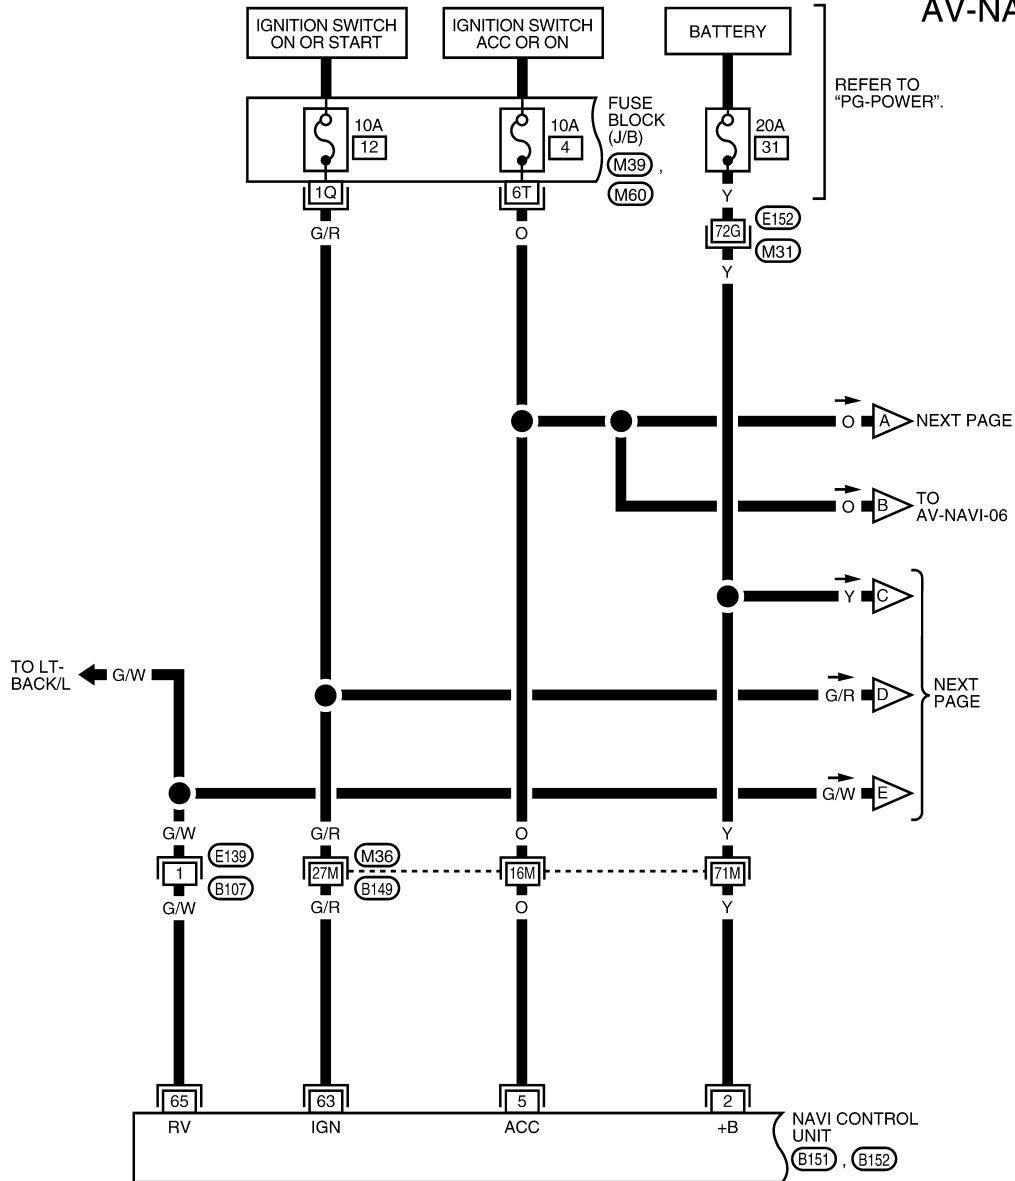 AV-NA
IGNITION SWITCH
ON OR START
IGNITION SWITCH
ACC OR ON
BATTERY
REFER TO
“PG-POWER”.
10A
12
10A
4
FUSE
BLOCK
(J/B)
M39 ,
M60
20A
31
1Q
6T
Y
G/R
O
72G
E152
M31
Y
O
A
NEXT PAGE
O
B
TO
AV-NAVI-06
Y
C
TO LT-
BACK/L
G/W
G/R
D
NEXT
PAGE
G/W
E
G/W
G/R
O
Y
1
E139
B107
27M
M36
B149
16M
71M
G/W
G/R
O
Y
65
63
5
2
RV
IGN
ACC
+B
NAVI CONTROL
UNIT
B151 , B152